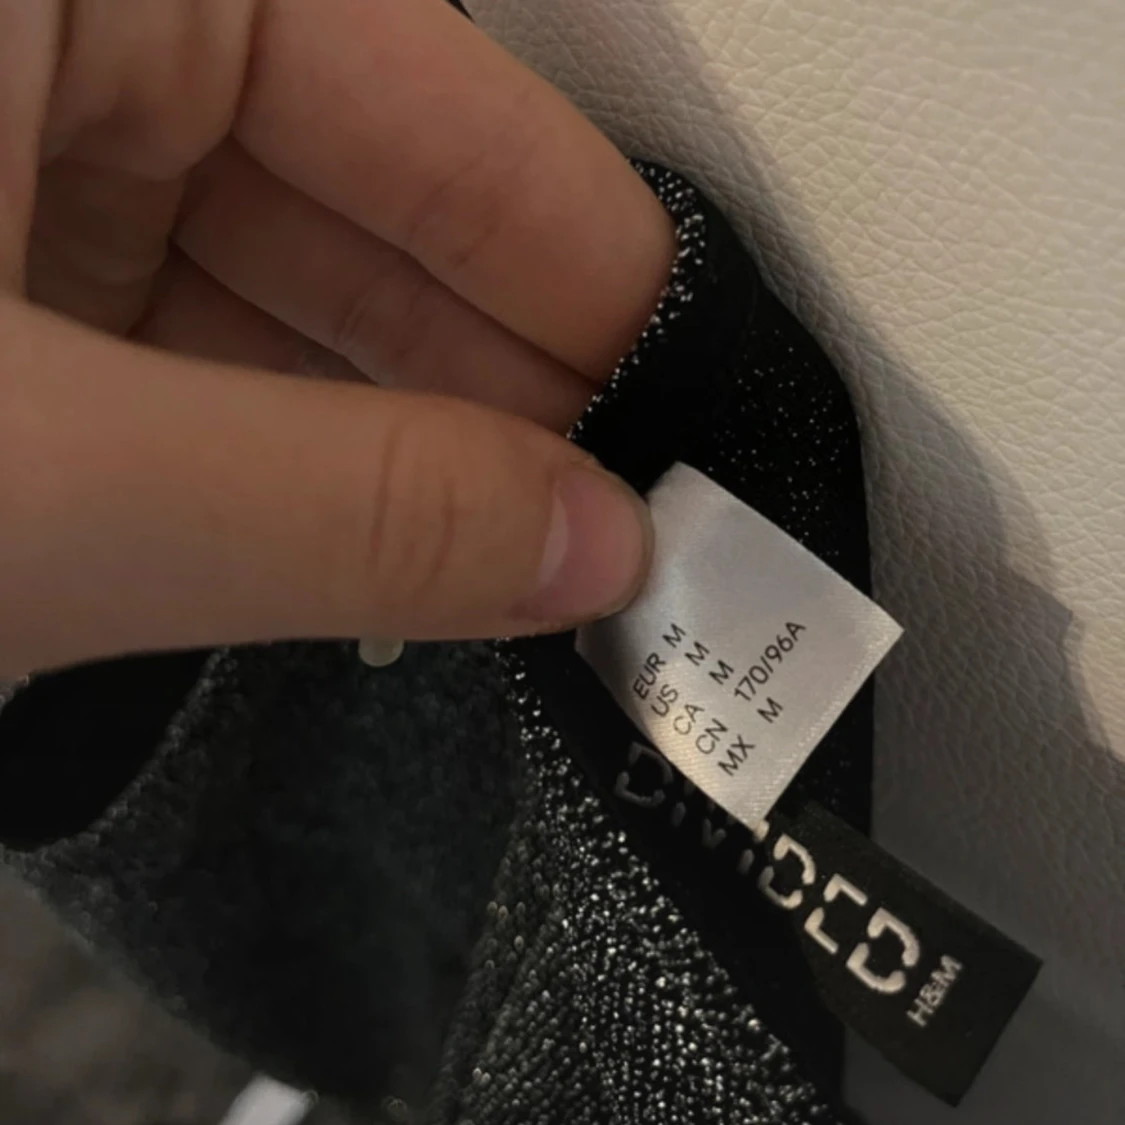 EUR M
US M
CA M
CN 170/96A
MX M
DIVIDED
H&M